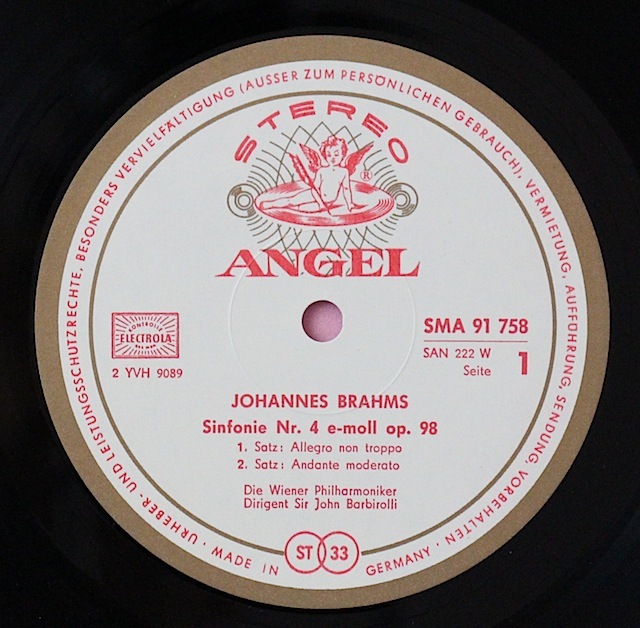 URHEBER- UND LEISTUNGSSCHUTZRECHTE, BESONDERS VERVIELFÄLTIGUNG (AUSSER ZUM PERSÖNLICHEN GEBRAUCH), VERMIETUNG, AUFFÜHRUNG, SENDUNG, VORBEHALTEN ·
STEREO
®
ANGEL
KONTROLLE
ELECTROLA
2 YVH 9089
SMA 91 758
SAN 222 W
Seite 1
JOHANNES BRAHMS
Sinfonie Nr. 4 e-moll op. 98
1. Satz: Allegro non troppo
2. Satz: Andante moderato
Die Wiener Philharmoniker
Dirigent Sir John Barbirolli
ST 33
· MADE IN GERMANY ·